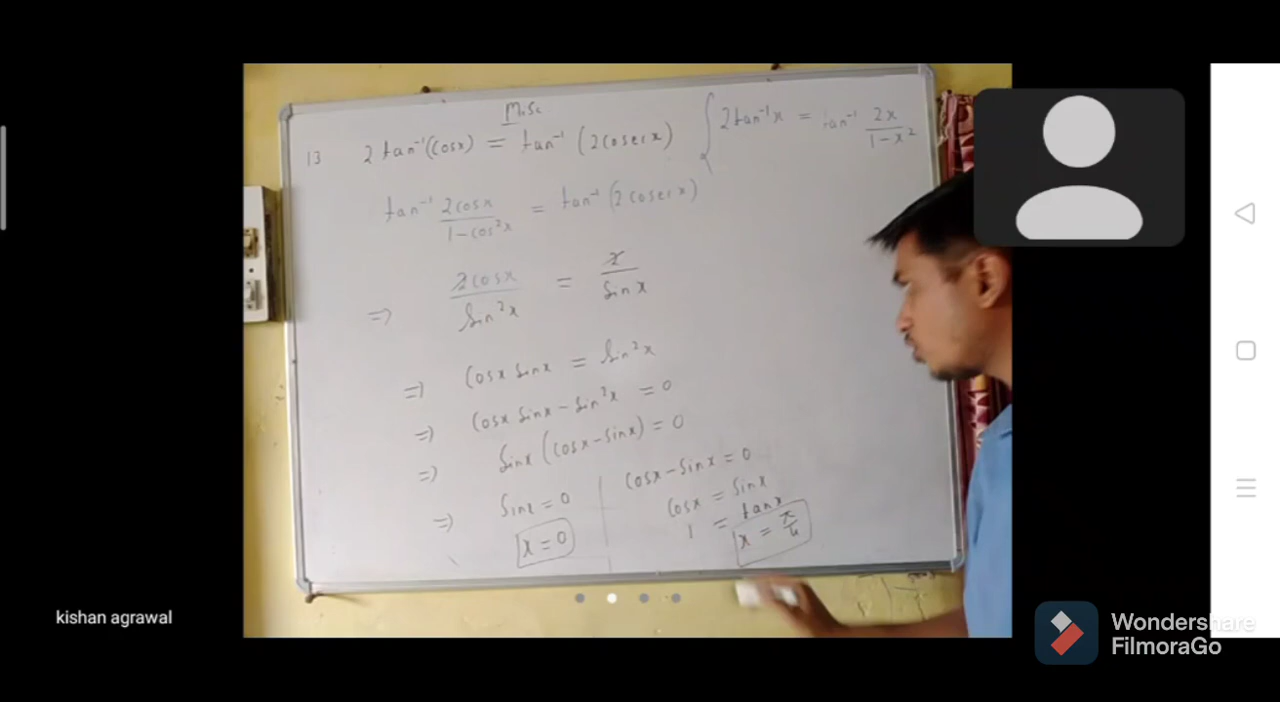 Misc
13 2 tan⁻¹(cosx) = tan⁻¹ (2cosecx) 2tan⁻¹x = tan⁻¹ 2x/1-x²
tan⁻¹ 2cosx/1-cos²x = tan⁻¹ (2cosecx)
=> 2cosx/sin²x = 2/sinx
=> cosx sinx = sin²x
=> cosx sinx - sin²x = 0
=> sinx (cosx - sinx) = 0
=> sinx = 0
x = 0
cosx - sinx = 0
cosx = sinx
1 = tanx
x = π/4
kishan agrawal
Wondershare
FilmoraGo